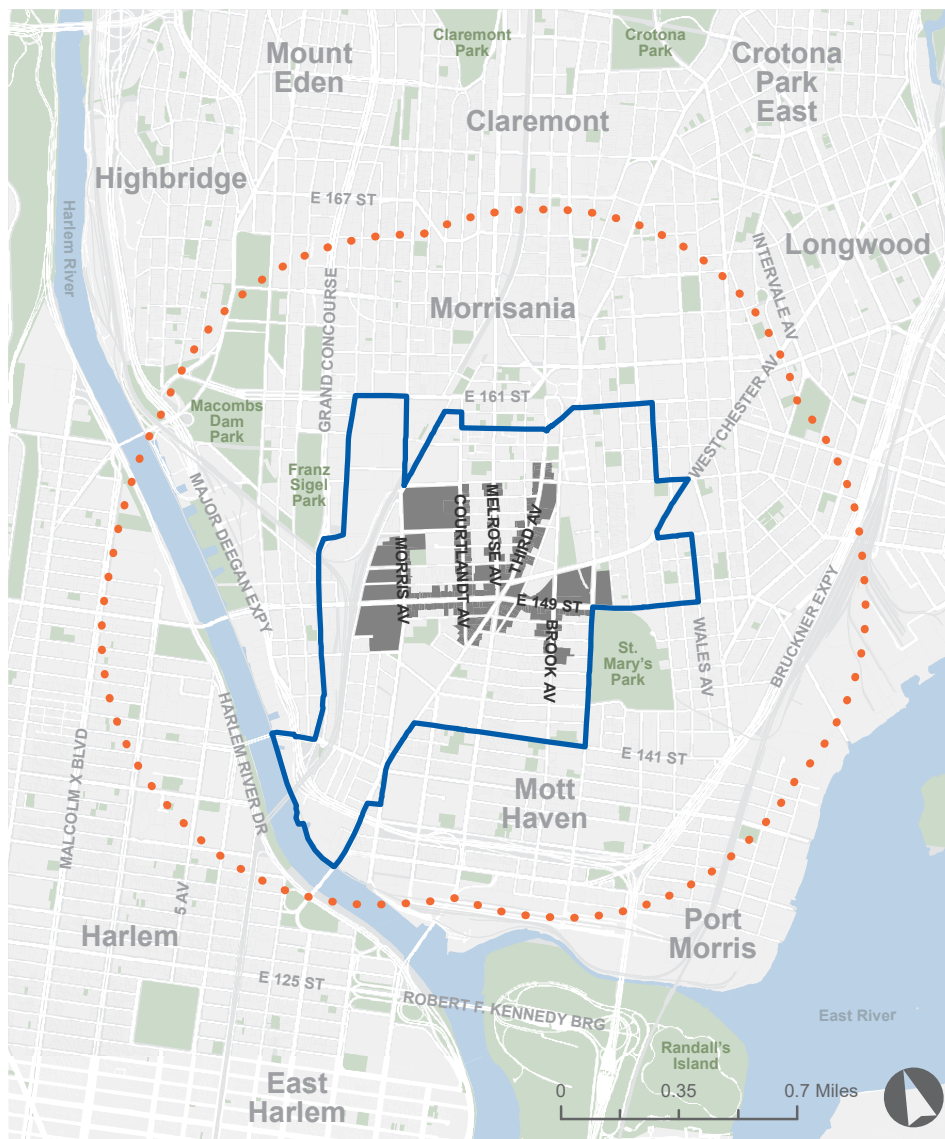 Claremont
Park
Crotona
Park
Mount
Eden
Crotona
Park
East
Claremont
Highbridge
E 167 ST
Harlem River
INTERVALE AV
Longwood
GRAND CONCOURSE
Morrisania
WESTCHESTER AV
E 161 ST
Macombs
Dam
Park
Franz
Sigel
Park
MAJOR DEEGAN EXPY
MORRIS AV
COURTLANDT AV
MELROSE AV
THIRD AV
E 149 ST
BROOK AV
St.
Mary's
Park
WALES AV
BRUCKNER EXPY
HARLEM RIVER DR
MALCOLM X BLVD
E 141 ST
Mott
Haven
5 AV
Harlem
Port
Morris
E 125 ST
ROBERT F. KENNEDY BRG
East River
Randall's
Island
East
Harlem
0
0.35
0.7 Miles